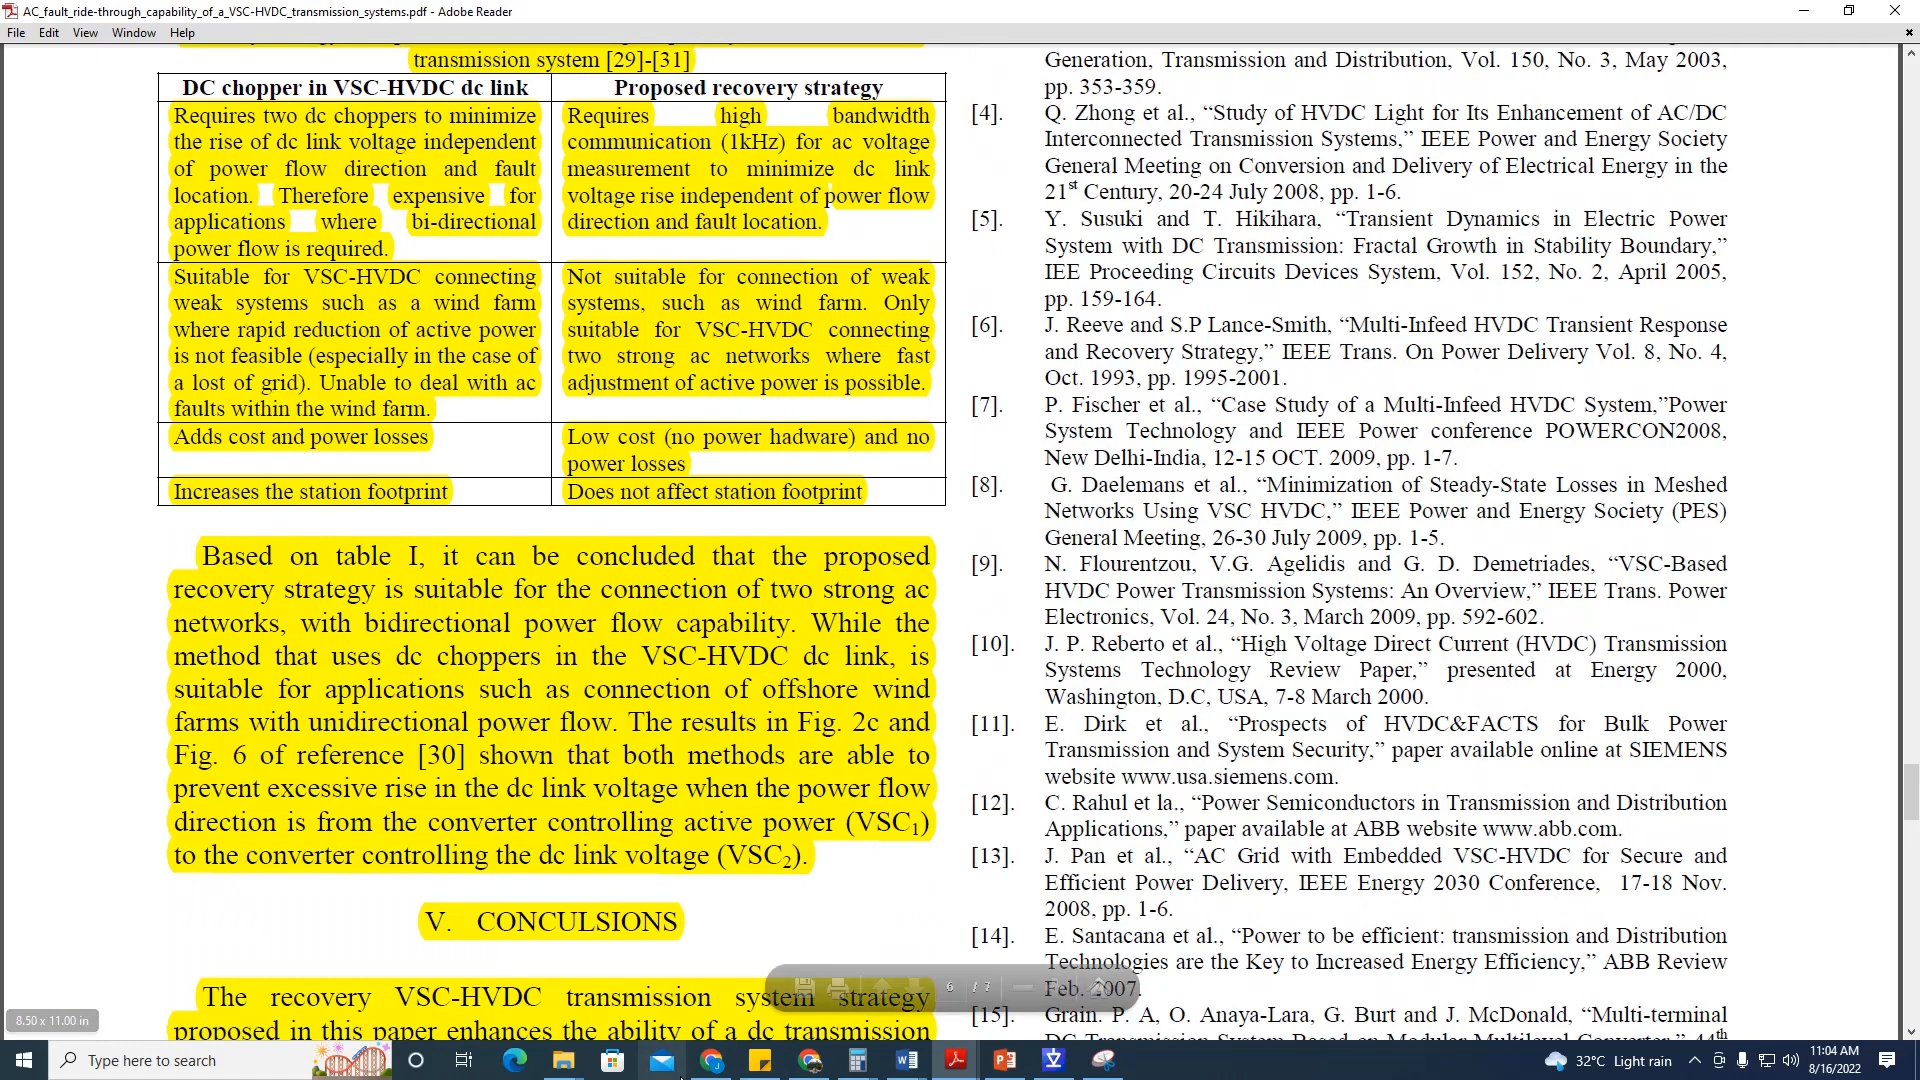 AC_fault_ride-through_capability_of_a_VSC-HVDC_transmission_systems.pdf - Adobe Reader
File Edit View Window Help
transmission system [29]-[31]
DC chopper in VSC-HVDC dc link
Proposed recovery strategy
Requires two dc choppers to minimize
the rise of dc link voltage independent
of power flow direction and fault
location. Therefore expensive for
applications where bi-directional
power flow is required.
Requires high bandwidth
communication (1kHz) for ac voltage
measurement to minimize dc link
voltage rise independent of power flow
direction and fault location.
Suitable for VSC-HVDC connecting
weak systems such as a wind farm
where rapid reduction of active power
is not feasible (especially in the case of
a lost of grid). Unable to deal with ac
faults within the wind farm.
Not suitable for connection of weak
systems, such as wind farm. Only
suitable for VSC-HVDC connecting
two strong ac networks where fast
adjustment of active power is possible.
Adds cost and power losses
Low cost (no power hadware) and no
power losses
Increases the station footprint
Does not affect station footprint
Based on table I, it can be concluded that the proposed
recovery strategy is suitable for the connection of two strong ac
networks, with bidirectional power flow capability. While the
method that uses dc choppers in the VSC-HVDC dc link, is
suitable for applications such as connection of offshore wind
farms with unidirectional power flow. The results in Fig. 2c and
Fig. 6 of reference [30] shown that both methods are able to
prevent excessive rise in the dc link voltage when the power flow
direction is from the converter controlling active power (VSC₁)
to the converter controlling the dc link voltage (VSC₂).
V. CONCULSIONS
The recovery VSC-HVDC transmission system strategy
proposed in this paper enhances the ability of a dc transmission
Generation, Transmission and Distribution, Vol. 150, No. 3, May 2003,
pp. 353-359.
[4]. Q. Zhong et al., “Study of HVDC Light for Its Enhancement of AC/DC
Interconnected Transmission Systems,” IEEE Power and Energy Society
General Meeting on Conversion and Delivery of Electrical Energy in the
21st Century, 20-24 July 2008, pp. 1-6.
[5]. Y. Susuki and T. Hikihara, “Transient Dynamics in Electric Power
System with DC Transmission: Fractal Growth in Stability Boundary,”
IEE Proceeding Circuits Devices System, Vol. 152, No. 2, April 2005,
pp. 159-164.
[6]. J. Reeve and S.P Lance-Smith, “Multi-Infeed HVDC Transient Response
and Recovery Strategy,” IEEE Trans. On Power Delivery Vol. 8, No. 4,
Oct. 1993, pp. 1995-2001.
[7]. P. Fischer et al., “Case Study of a Multi-Infeed HVDC System,”Power
System Technology and IEEE Power conference POWERCON2008,
New Delhi-India, 12-15 OCT. 2009, pp. 1-7.
[8]. G. Daelemans et al., “Minimization of Steady-State Losses in Meshed
Networks Using VSC HVDC,” IEEE Power and Energy Society (PES)
General Meeting, 26-30 July 2009, pp. 1-5.
[9]. N. Flourentzou, V.G. Agelidis and G. D. Demetriades, “VSC-Based
HVDC Power Transmission Systems: An Overview,” IEEE Trans. Power
Electronics, Vol. 24, No. 3, March 2009, pp. 592-602.
[10]. J. P. Reberto et al., “High Voltage Direct Current (HVDC) Transmission
Systems Technology Review Paper,” presented at Energy 2000,
Washington, D.C, USA, 7-8 March 2000.
[11]. E. Dirk et al., “Prospects of HVDC&FACTS for Bulk Power
Transmission and System Security,” paper available online at SIEMENS
website www.usa.siemens.com.
[12]. C. Rahul et la., “Power Semiconductors in Transmission and Distribution
Applications,” paper available at ABB website www.abb.com.
[13]. J. Pan et al., “AC Grid with Embedded VSC-HVDC for Secure and
Efficient Power Delivery, IEEE Energy 2030 Conference, 17-18 Nov.
2008, pp. 1-6.
[14]. E. Santacana et al., “Power to be efficient: transmission and Distribution
Technologies are the Key to Increased Energy Efficiency,” ABB Review
Feb. 2007.
[15]. Grain. P. A, O. Anaya-Lara, G. Burt and J. McDonald, “Multi-terminal
6 / 7
8.50 x 11.00 in
Type here to search
32°C Light rain
11:04 AM
8/16/2022